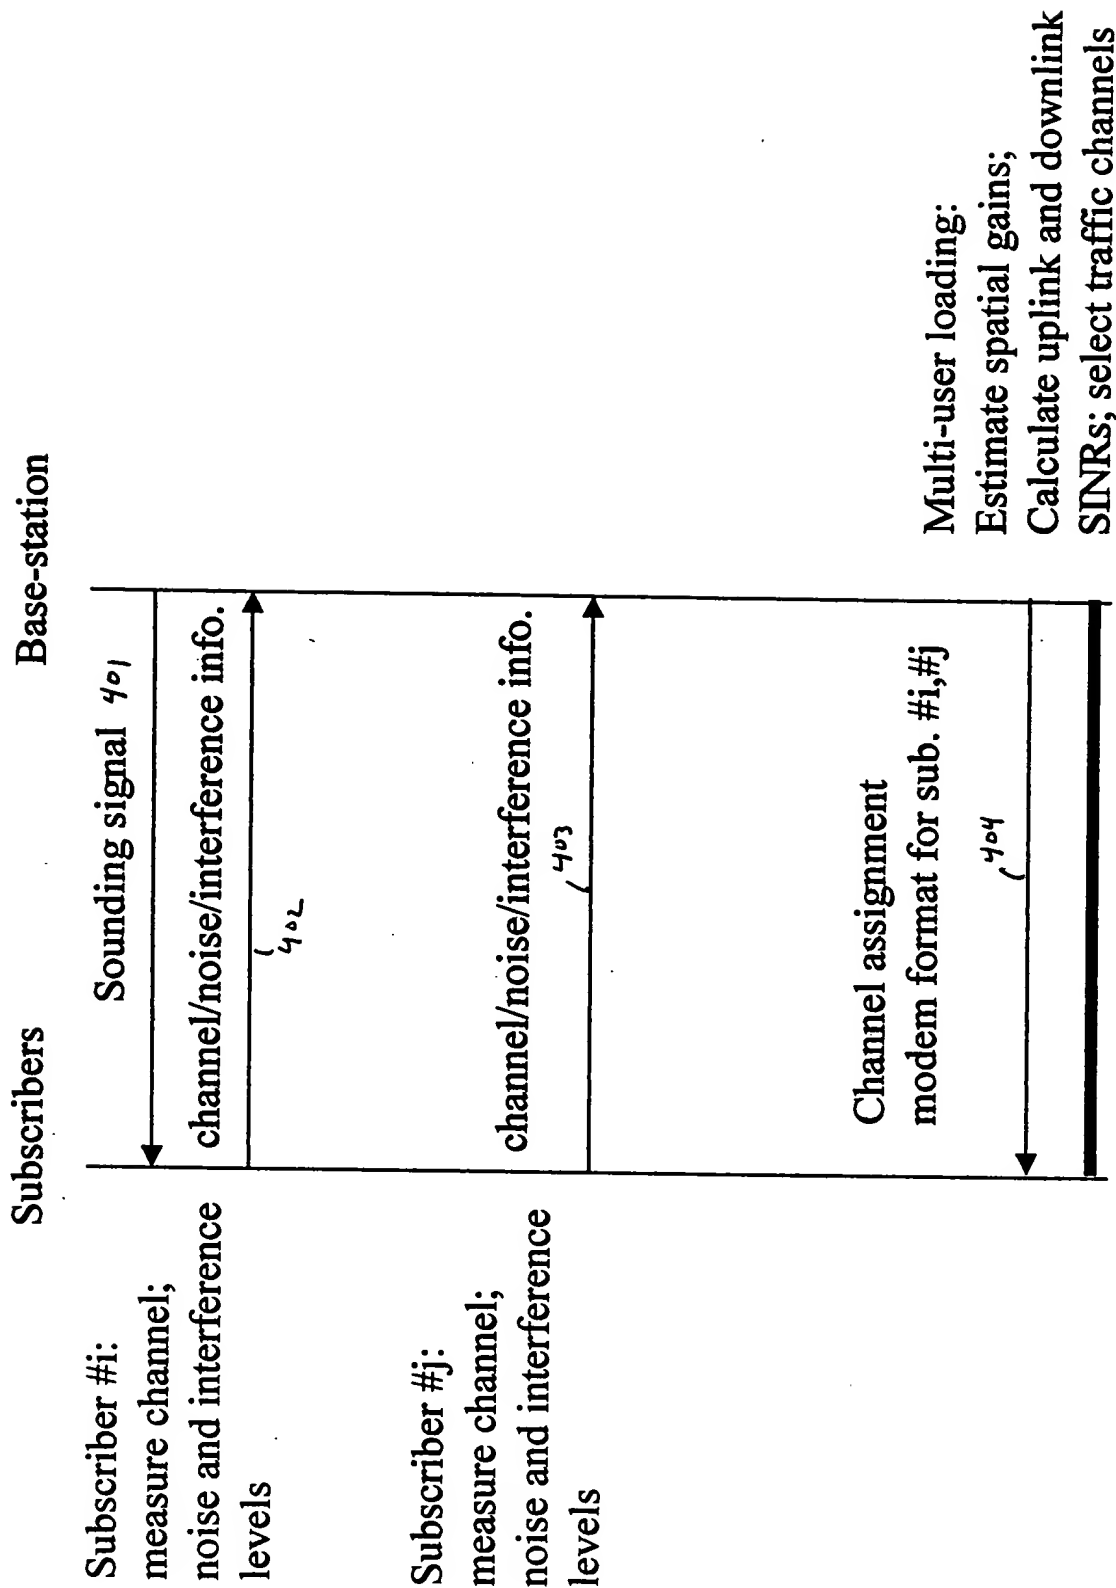 Subscribers
Base-station
Sounding signal 401
Subscriber #i:
measure channel;
noise and interference
levels
channel/noise/interference info.
402
Subscriber #j:
measure channel;
noise and interference
levels
channel/noise/interference info.
403
Channel assignment
modem format for sub. #i,#j
404
Multi-user loading:
Estimate spatial gains;
Calculate uplink and downlink
SINRs; select traffic channels